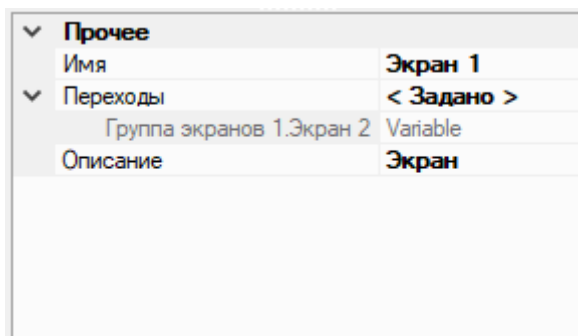 Прочее
Имя Экран 1
Переходы < Задано >
Группа экранов 1.Экран 2 Variable
Описание Экран